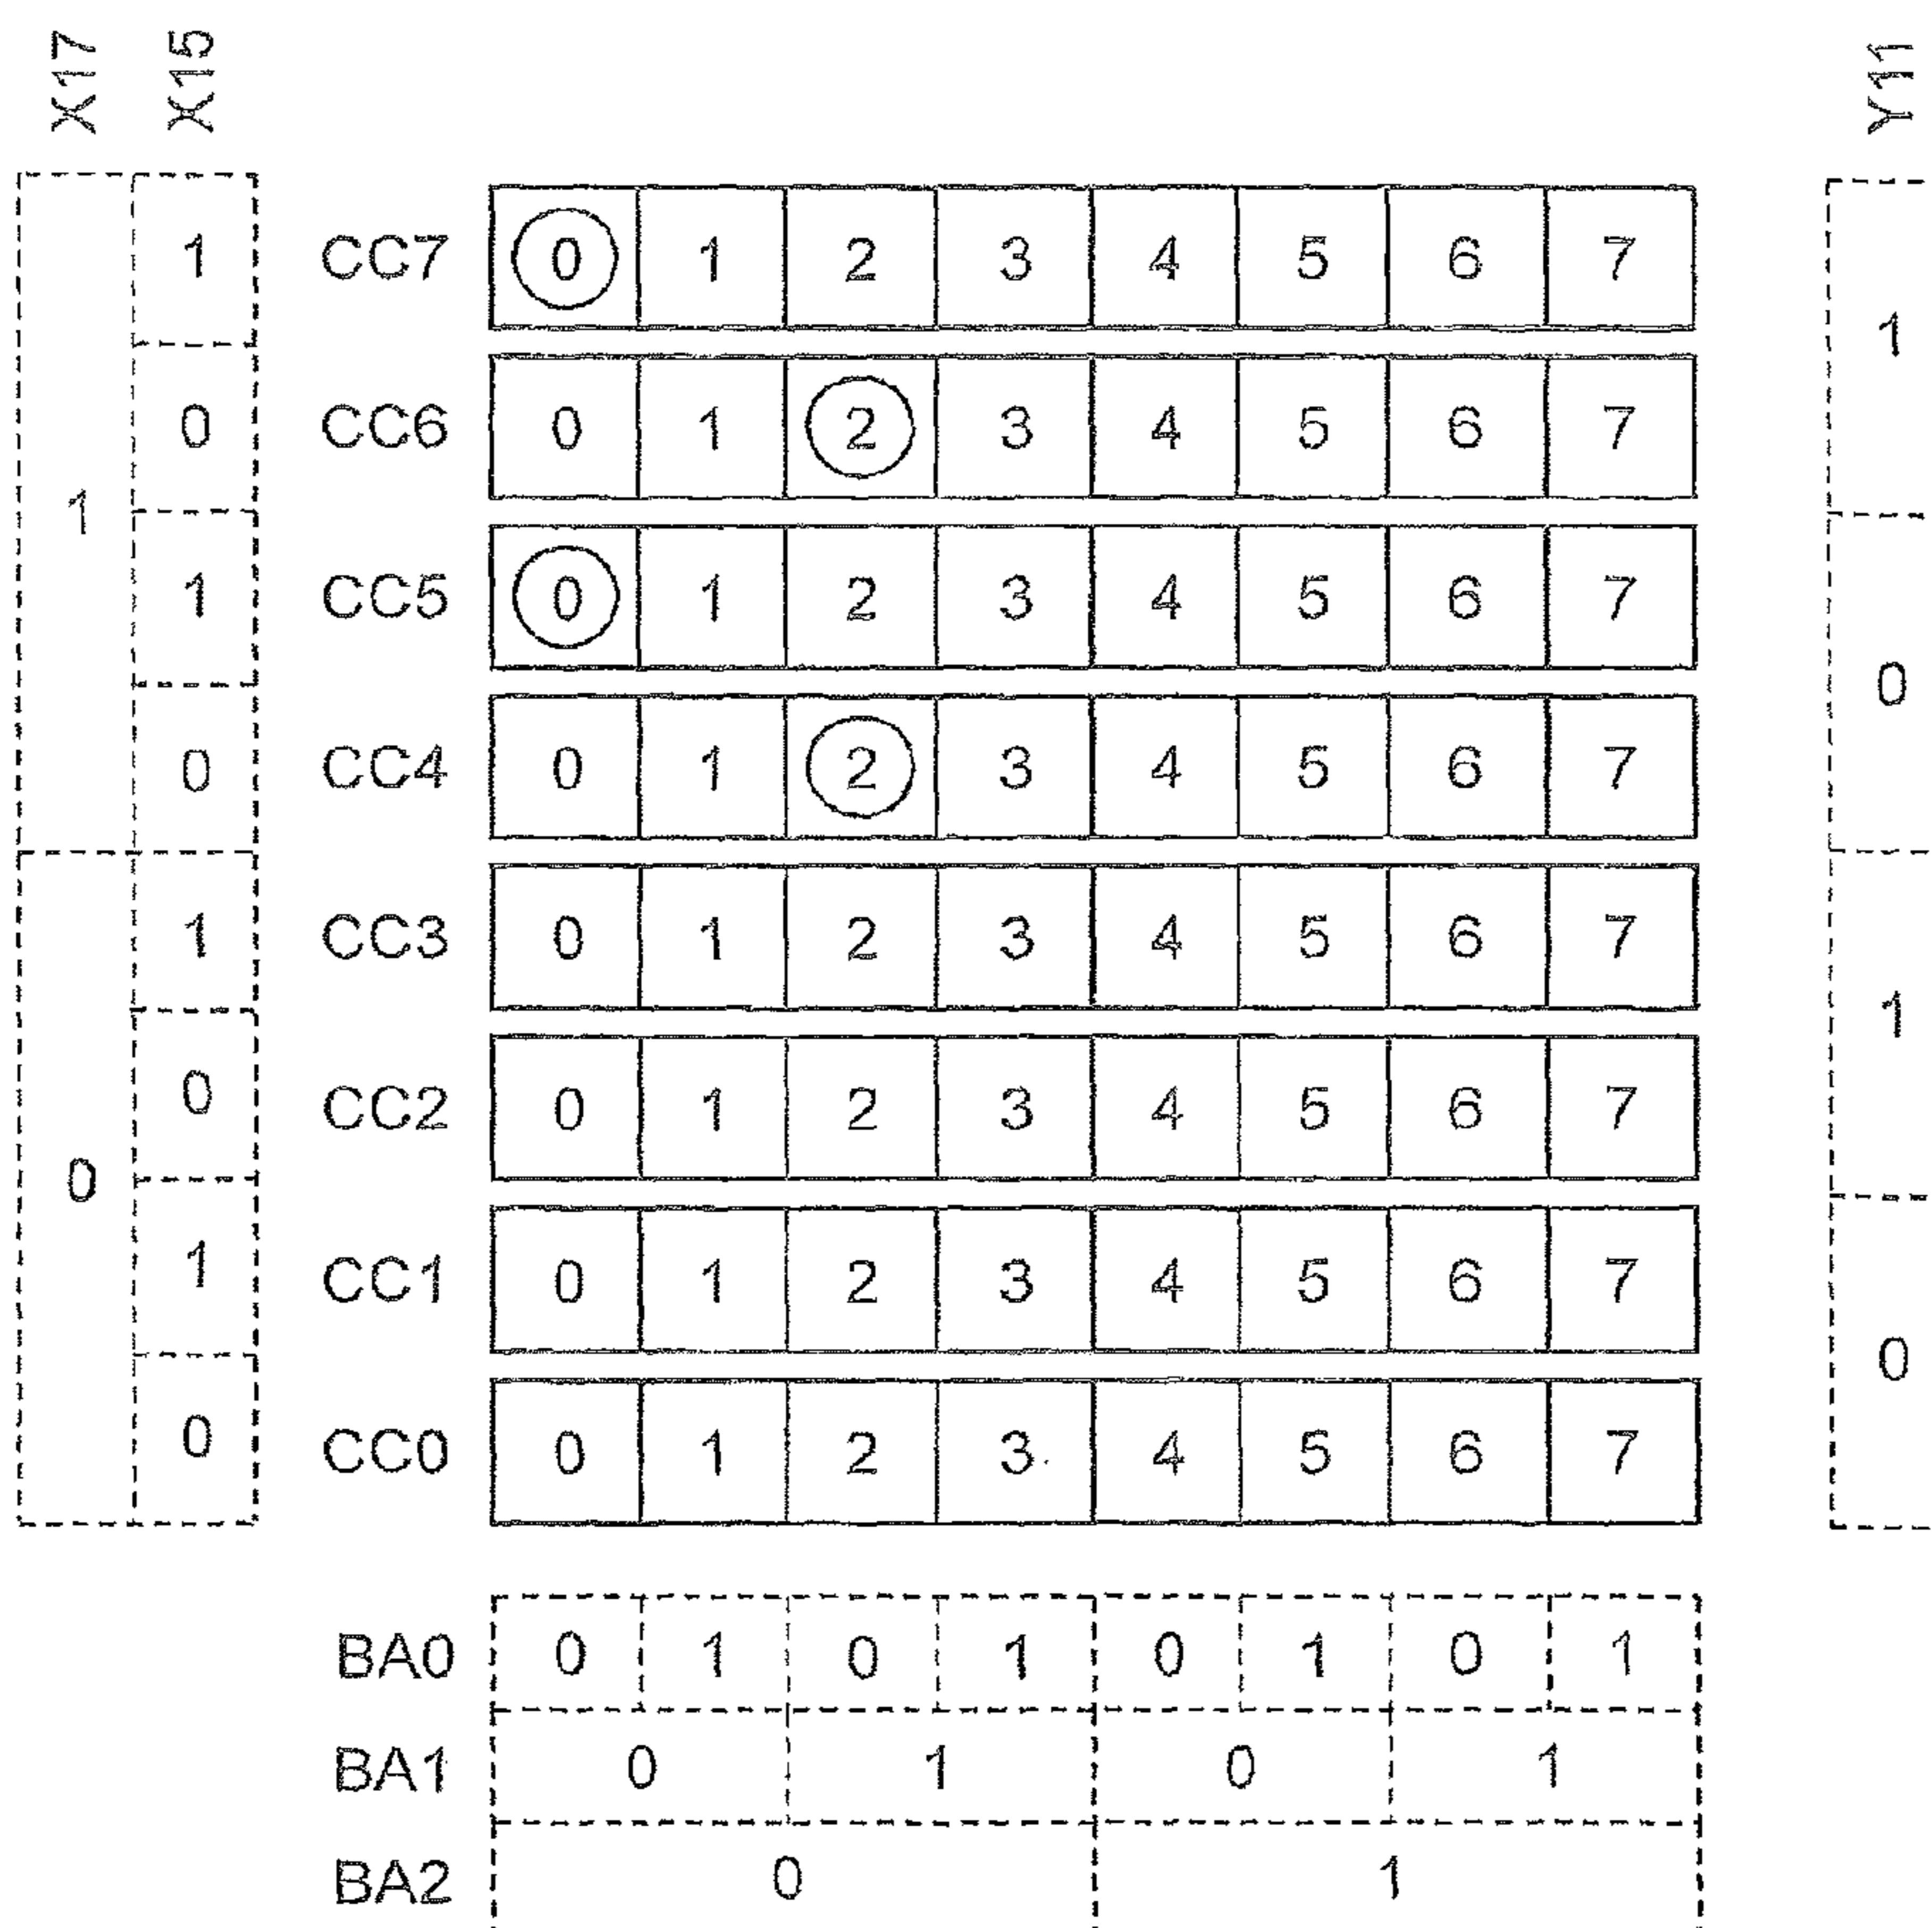 X17 X15 Y11
1 CC7 0 1 2 3 4 5 6 7
1
0 CC6 0 1 2 3 4 5 6 7
1
1 CC5 0 1 2 3 4 5 6 7
0
0 CC4 0 1 2 3 4 5 6 7
1 CC3 0 1 2 3 4 5 6 7
1
0 CC2 0 1 2 3 4 5 6 7
0
1 CC1 0 1 2 3 4 5 6 7
0
0 CC0 0 1 2 3 4 5 6 7
BA0 0 1 0 1 0 1 0 1
BA1 0 1 0 1
BA2 0 1